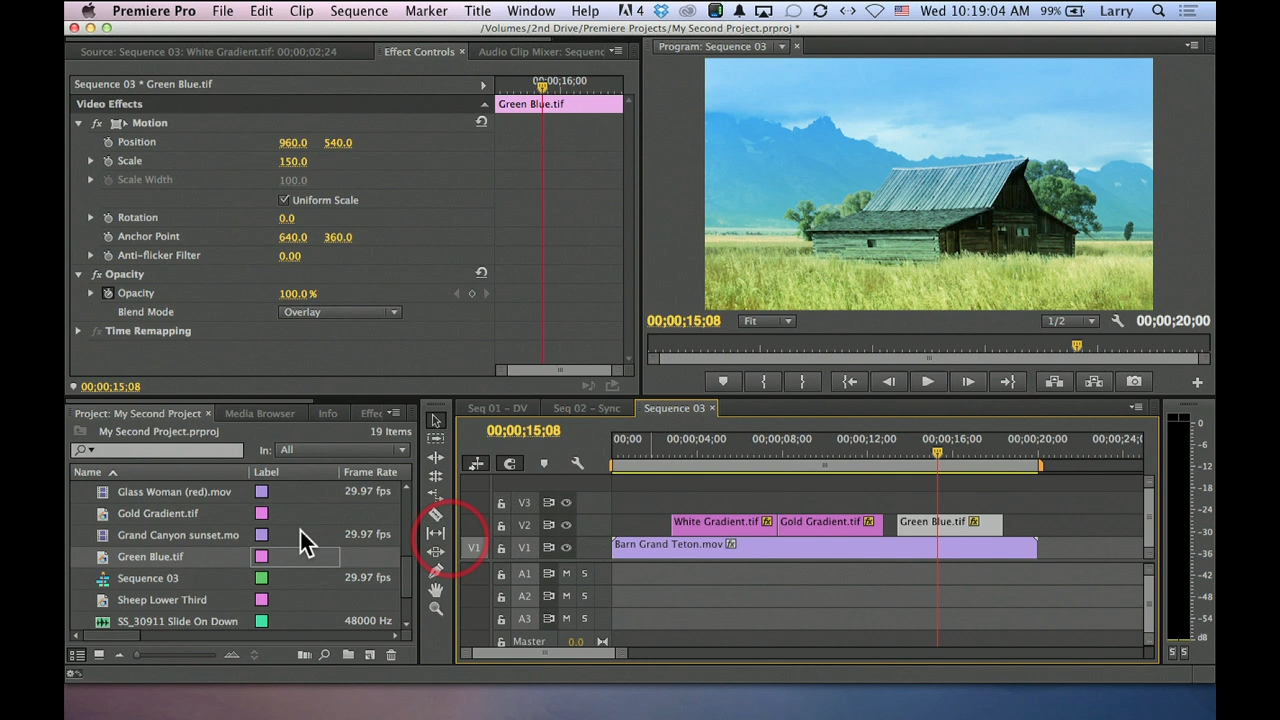 Premiere Pro File Edit Clip Sequence Marker Title Window Help 4 Wed 10:19:04 AM 99% Larry
/Volumes/2nd Drive/Premiere Projects/My Second Project.prproj *
Source: Sequence 03: White Gradient.tif: 00;00;02;24 Effect Controls × Audio Clip Mixer: Sequenc
Program: Sequence 03 ×
Sequence 03 * Green Blue.tif
00;00;16;00
Video Effects
Green Blue.tif
fx Motion
Position 960.0 540.0
Scale 150.0
Scale Width 100.0
Uniform Scale
Rotation 0.0
Anchor Point 640.0 360.0
Anti-flicker Filter 0.00
fx Opacity
Opacity 100.0 %
Blend Mode Overlay
fx Time Remapping
00;00;15;08
00;00;15;08 Fit 1/2 00;00;20;00
Project: My Second Project × Media Browser Info Effec
My Second Project.prproj 19 Items
In: All
Name Label Frame Rate
Glass Woman (red).mov 29.97 fps
Gold Gradient.tif
Grand Canyon sunset.mo 29.97 fps
Green Blue.tif
Sequence 03 29.97 fps
Sheep Lower Third
SS_30911 Slide On Down 48000 Hz
Seq 01 - DV Seq 02 - Sync Sequence 03 ×
00;00;15;08
00;00 00;00;04;00 00;00;08;00 00;00;12;00 00;00;16;00 00;00;20;00 00;00;24;0
V3
V2 White Gradient.tif fx Gold Gradient.tif fx Green Blue.tif fx
V1 V1 Barn Grand Teton.mov fx
A1 M S
A2 M S
A3 M S
Master 0.0
0
-6
-12
-18
-24
-30
-36
-42
-48
-54
dB
S S